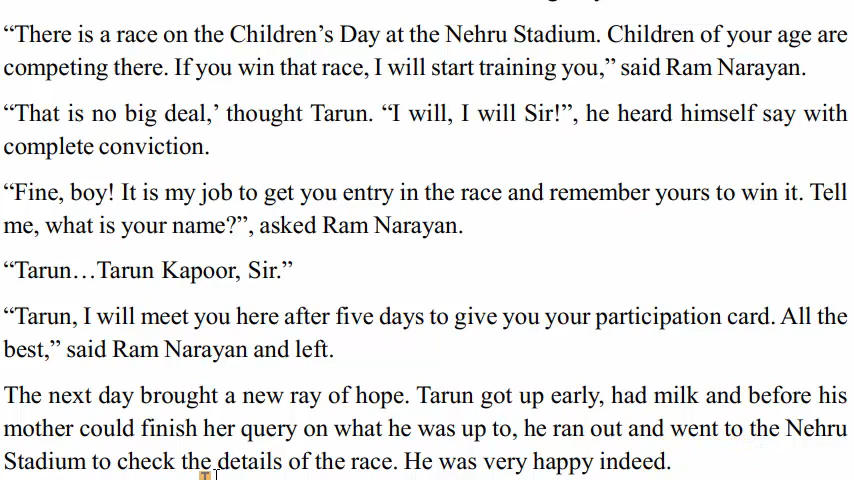 “There is a race on the Children’s Day at the Nehru Stadium. Children of your age are
competing there. If you win that race, I will start training you,” said Ram Narayan.
“That is no big deal,’ thought Tarun. “I will, I will Sir!”, he heard himself say with
complete conviction.
“Fine, boy! It is my job to get you entry in the race and remember yours to win it. Tell
me, what is your name?”, asked Ram Narayan.
“Tarun…Tarun Kapoor, Sir.”
“Tarun, I will meet you here after five days to give you your participation card. All the
best,” said Ram Narayan and left.
The next day brought a new ray of hope. Tarun got up early, had milk and before his
mother could finish her query on what he was up to, he ran out and went to the Nehru
Stadium to check the details of the race. He was very happy indeed.